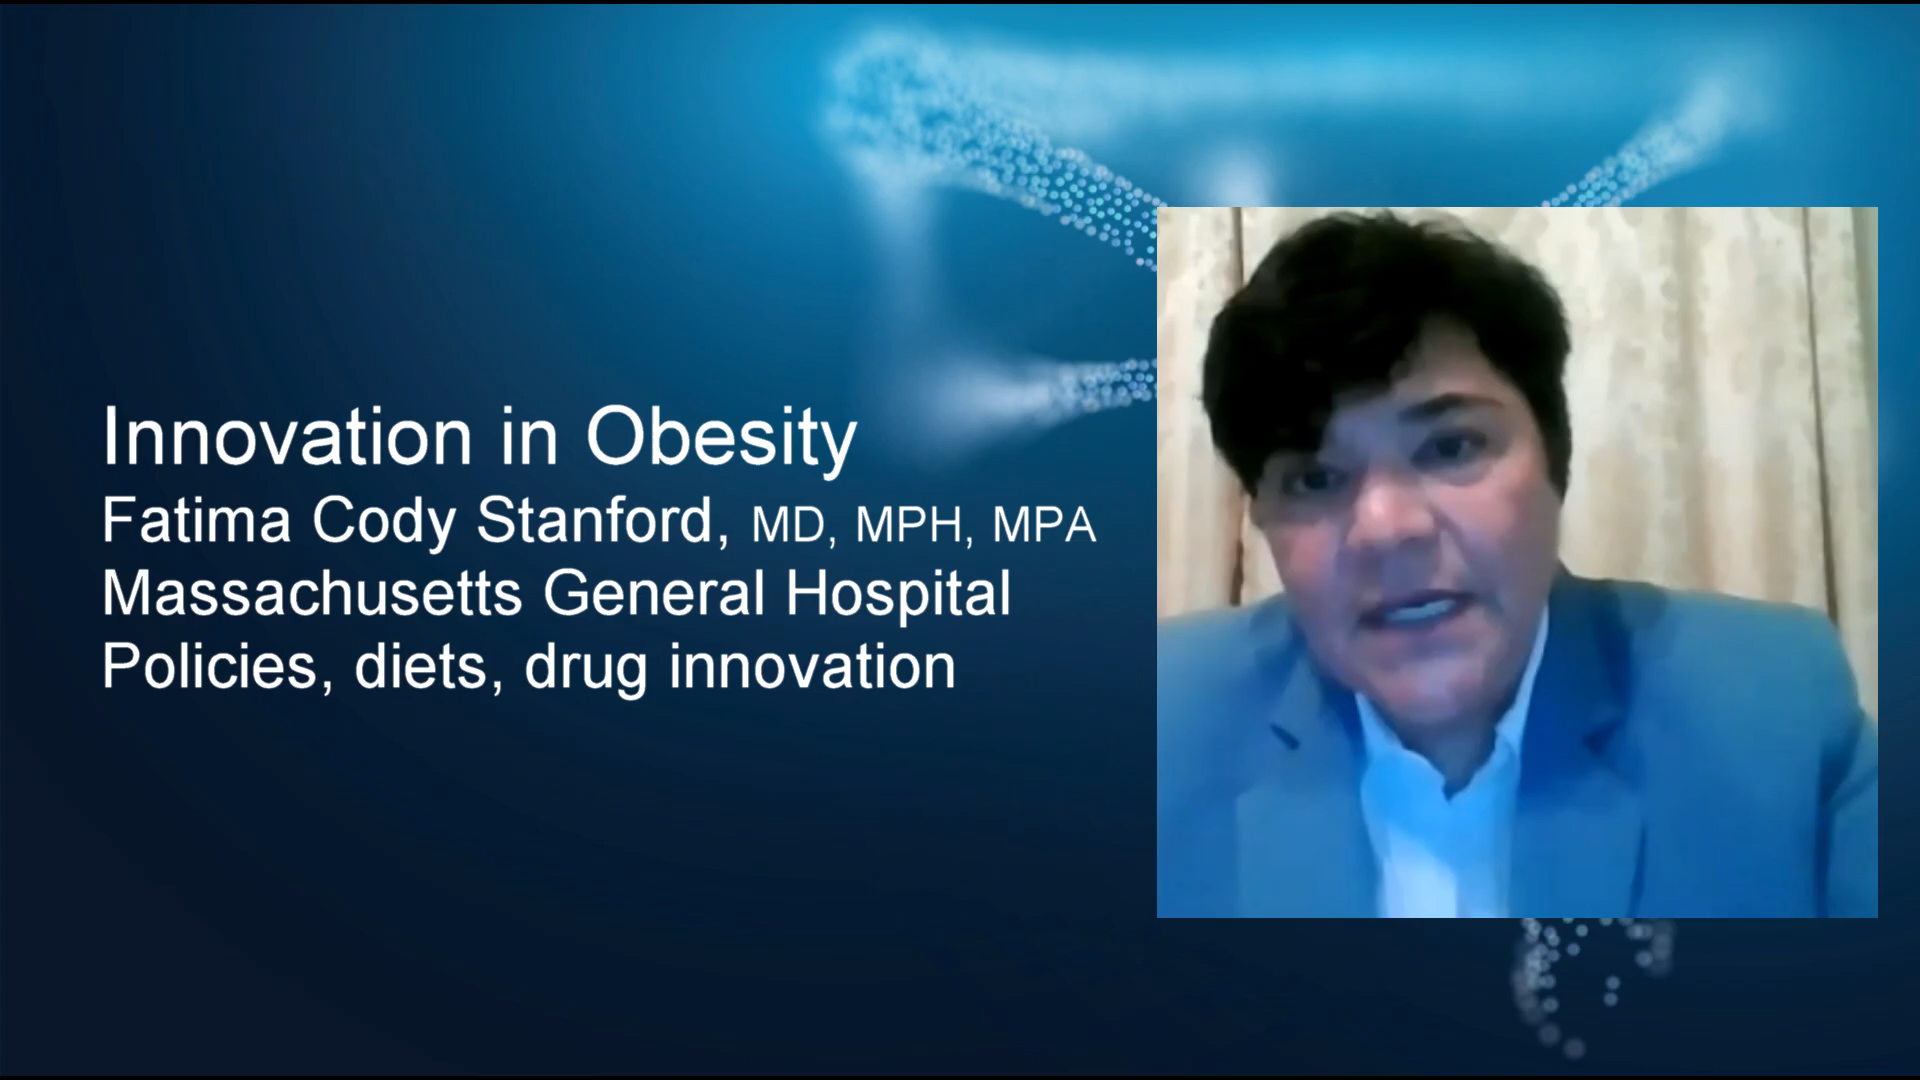 Innovation in Obesity
Fatima Cody Stanford, MD, MPH, MPA
Massachusetts General Hospital
Policies, diets, drug innovation